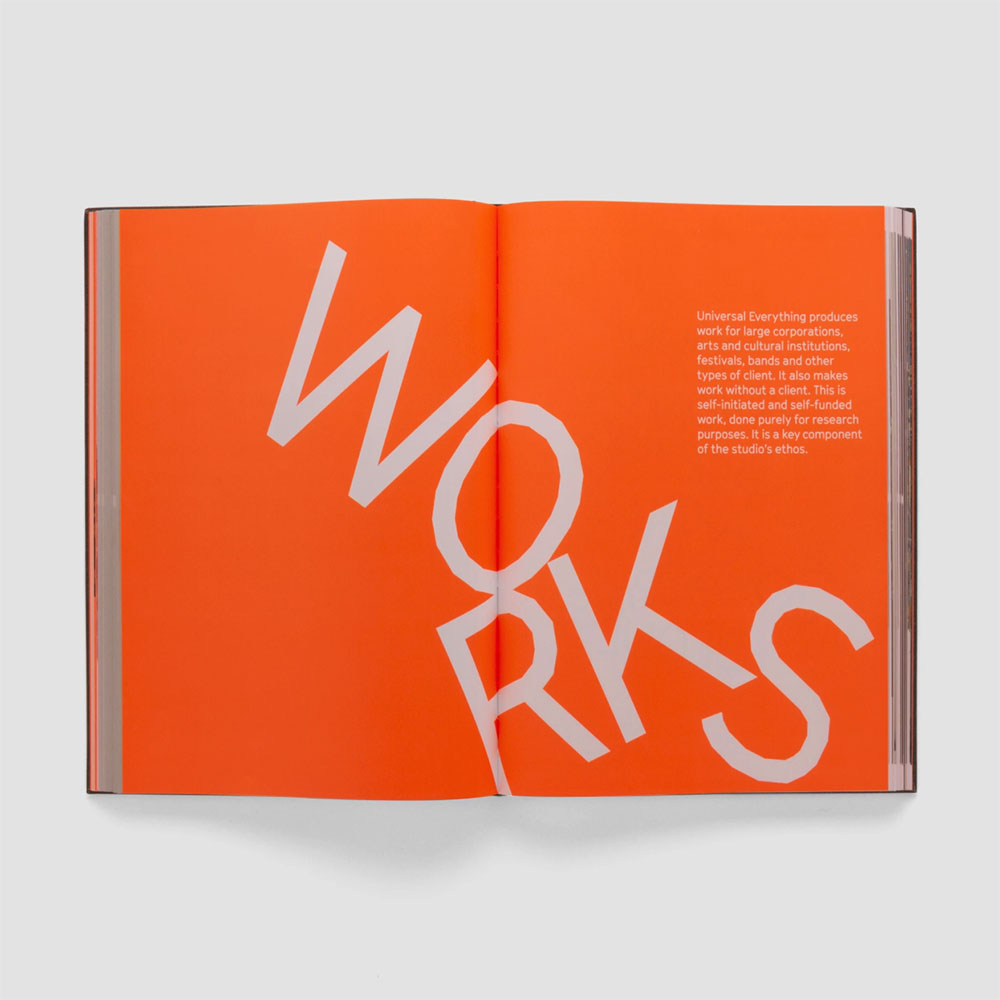 WORKS
Universal Everything produces
work for large corporations,
arts and cultural institutions,
festivals, bands and other
types of client. It also makes
work without a client. This is
self-initiated and self-funded
work, done purely for research
purposes. It is a key component
of the studio's ethos.